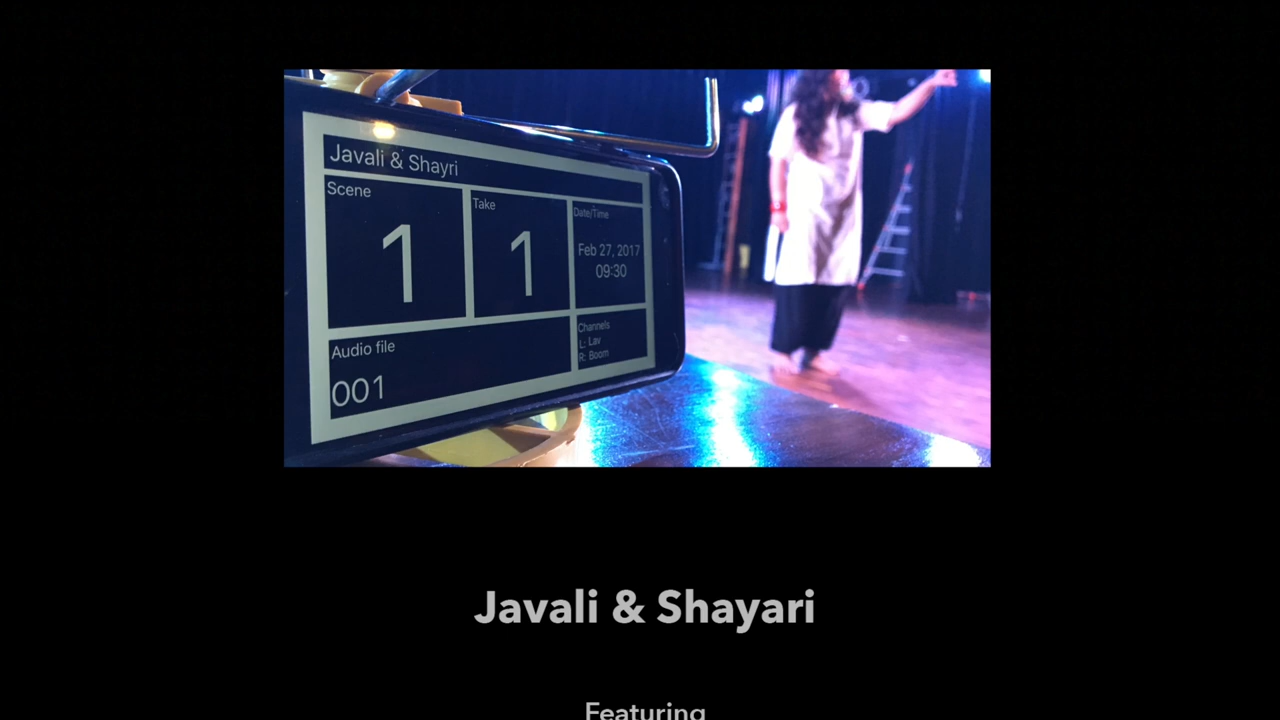 Javali & Shayri
Scene
1
Take
1
Date/Time
Feb 27, 2017
09:30
Audio file
001
Channels
L: Lav
R: Boom
Javali & Shayari
Featuring